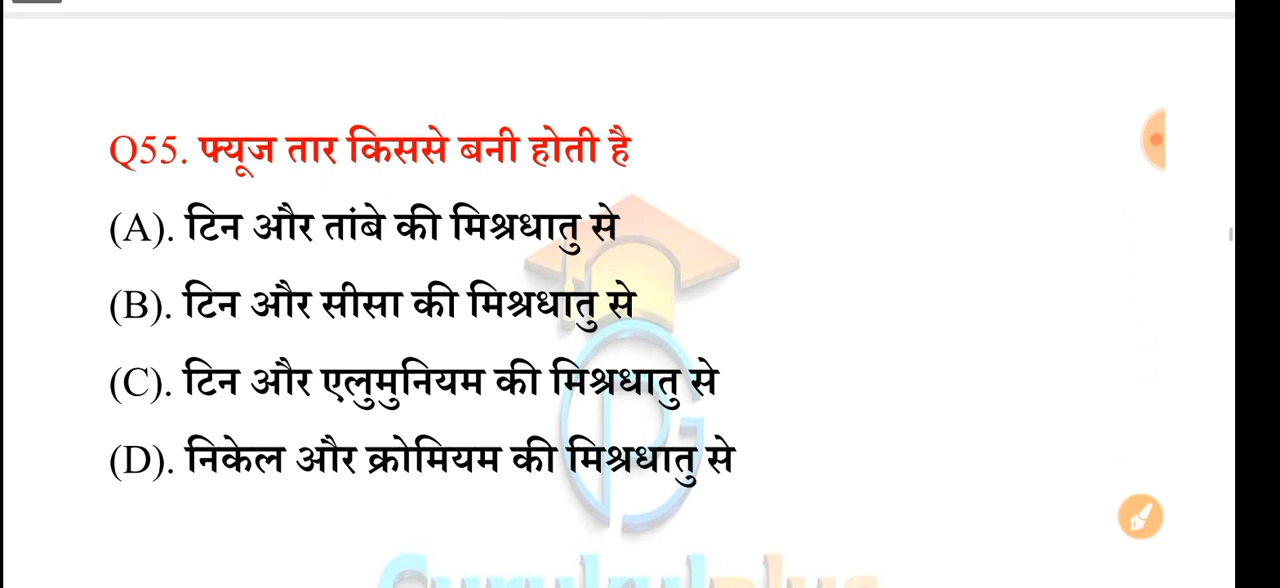 Q55. फ्यूज तार किससे बनी होती है
(A). टिन और तांबे की मिश्रधातु से
(B). टिन और सीसा की मिश्रधातु से
(C). टिन और एलुमुनियम की मिश्रधातु से
(D). निकेल और क्रोमियम की मिश्रधातु से